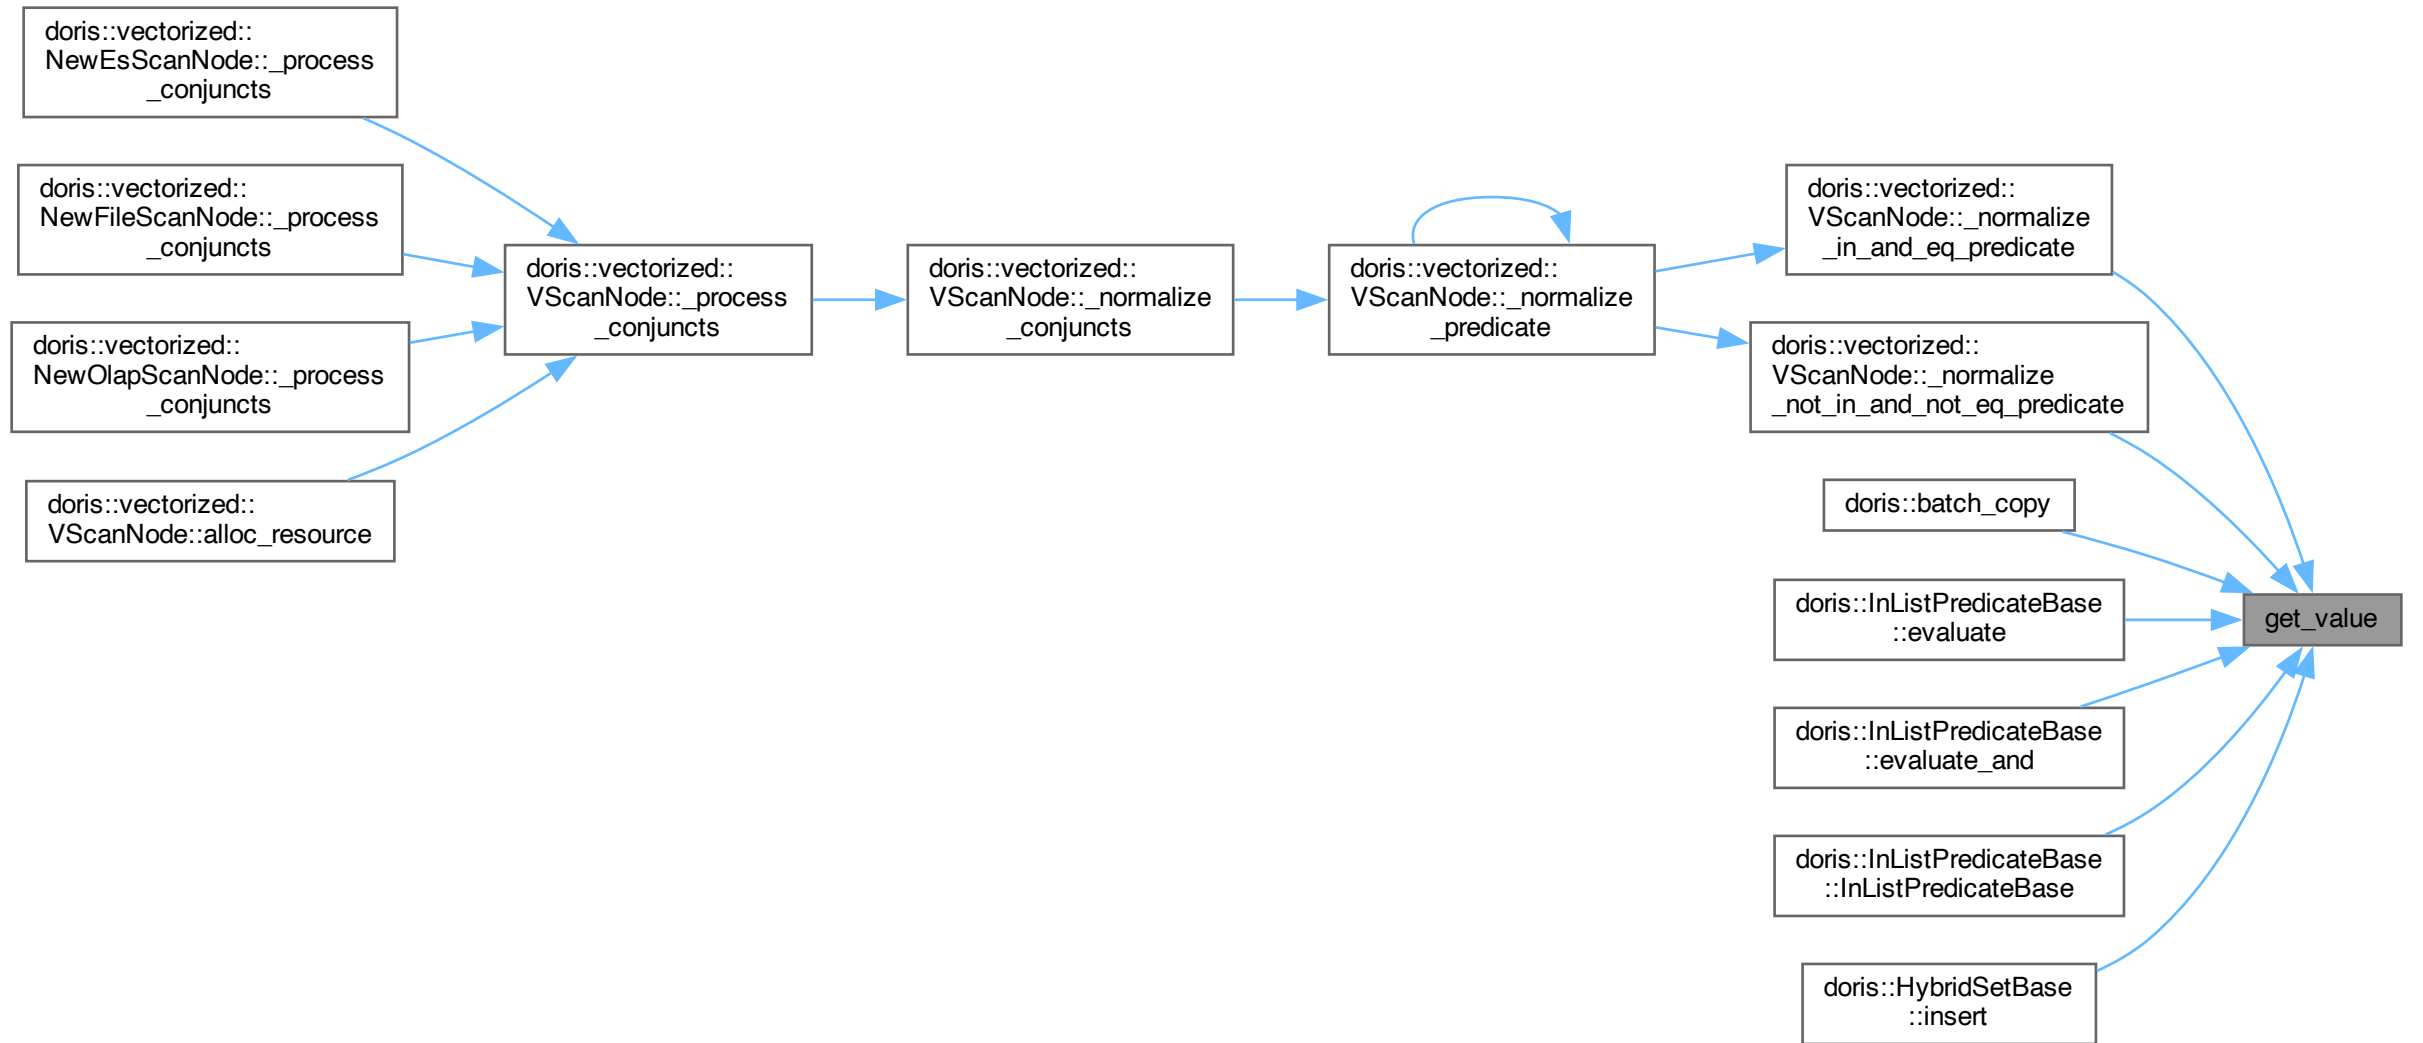 doris::vectorized::
NewEsScanNode::_process
_conjuncts
doris::vectorized::
NewFileScanNode::_process
_conjuncts
doris::vectorized::
NewOlapScanNode::_process
_conjuncts
doris::vectorized::
VScanNode::alloc_resource
doris::vectorized::
VScanNode::_process
_conjuncts
doris::vectorized::
VScanNode::_normalize
_conjuncts
doris::vectorized::
VScanNode::_normalize
_predicate
doris::vectorized::
VScanNode::_normalize
_in_and_eq_predicate
doris::vectorized::
VScanNode::_normalize
_not_in_and_not_eq_predicate
doris::batch_copy
doris::InListPredicateBase
::evaluate
doris::InListPredicateBase
::evaluate_and
doris::InListPredicateBase
::InListPredicateBase
doris::HybridSetBase
::insert
get_value